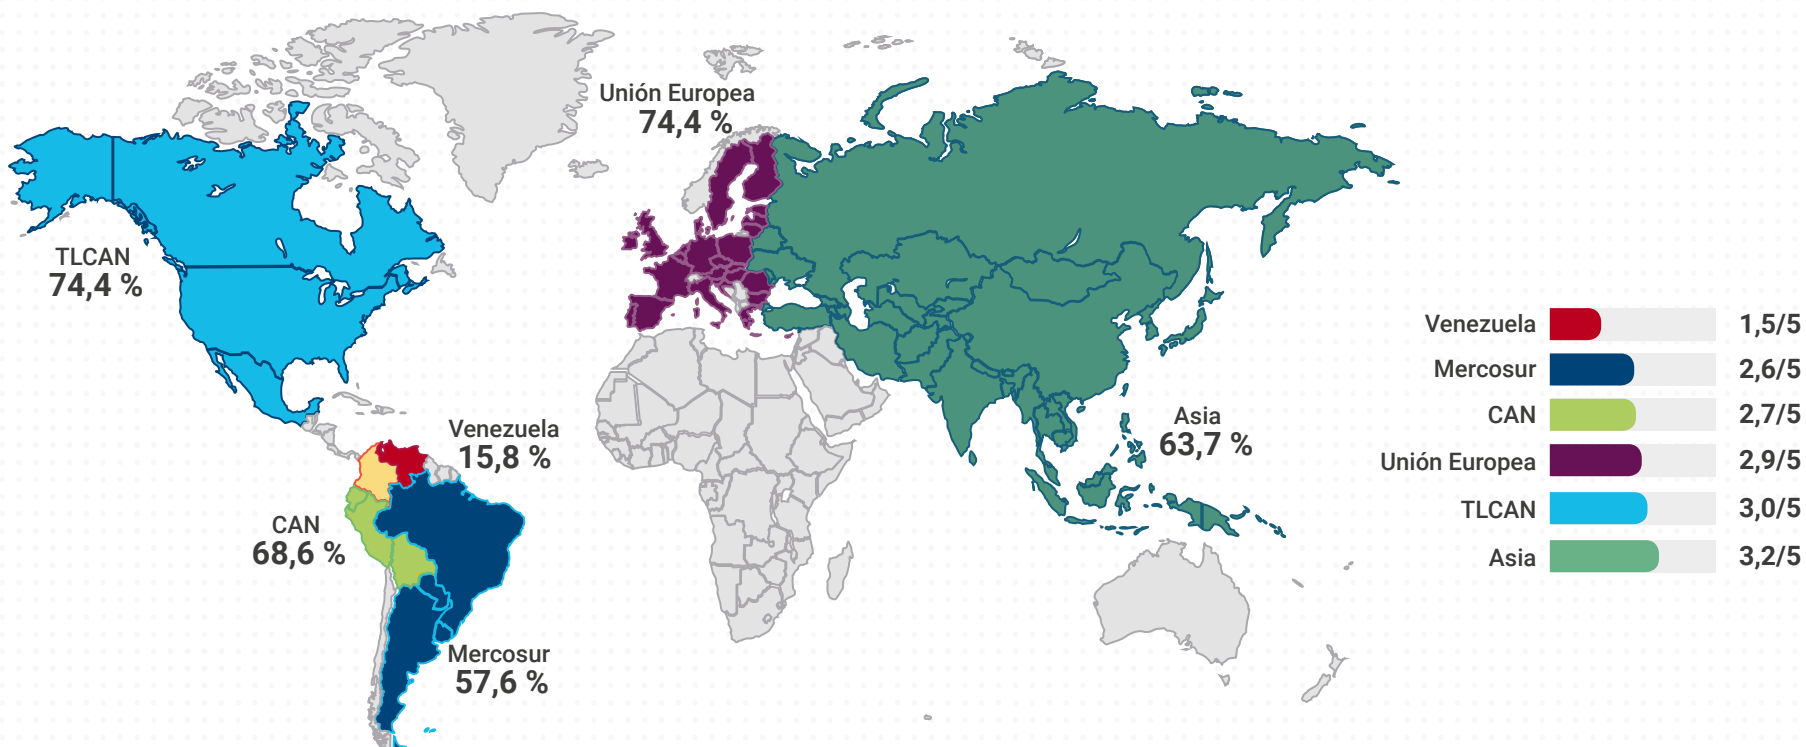 Unión Europea
74,4 %
TLCAN
74,4 %
Venezuela
15,8 %
Asia
63,7 %
CAN
68,6 %
Mercosur
57,6 %
Venezuela 1,5/5
Mercosur 2,6/5
CAN 2,7/5
Unión Europea 2,9/5
TLCAN 3,0/5
Asia 3,2/5